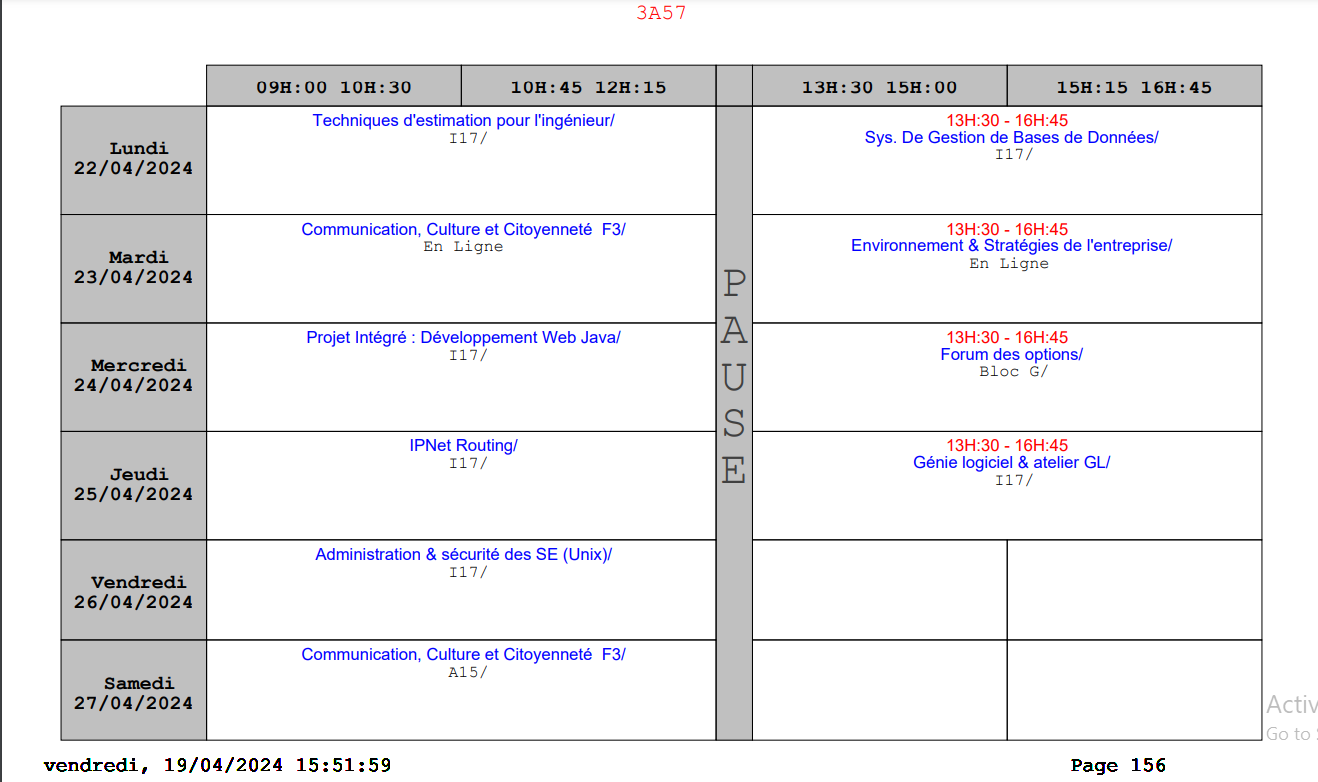 3A57
09H:00 10H:30
10H:45 12H:15
13H:30 15H:00
15H:15 16H:45
Lundi
22/04/2024
Techniques d'estimation pour l'ingénieur/
I17/
13H:30 - 16H:45
Sys. De Gestion de Bases de Données/
I17/
Mardi
23/04/2024
Communication, Culture et Citoyenneté  F3/
En Ligne
13H:30 - 16H:45
Environnement & Stratégies de l'entreprise/
En Ligne
Mercredi
24/04/2024
Projet Intégré : Développement Web Java/
I17/
13H:30 - 16H:45
Forum des options/
Bloc G/
Jeudi
25/04/2024
IPNet Routing/
I17/
13H:30 - 16H:45
Génie logiciel & atelier GL/
I17/
Vendredi
26/04/2024
Administration & sécurité des SE (Unix)/
I17/
Samedi
27/04/2024
Communication, Culture et Citoyenneté  F3/
A15/
PAUSE
Activ
Go to
vendredi, 19/04/2024 15:51:59
Page 156